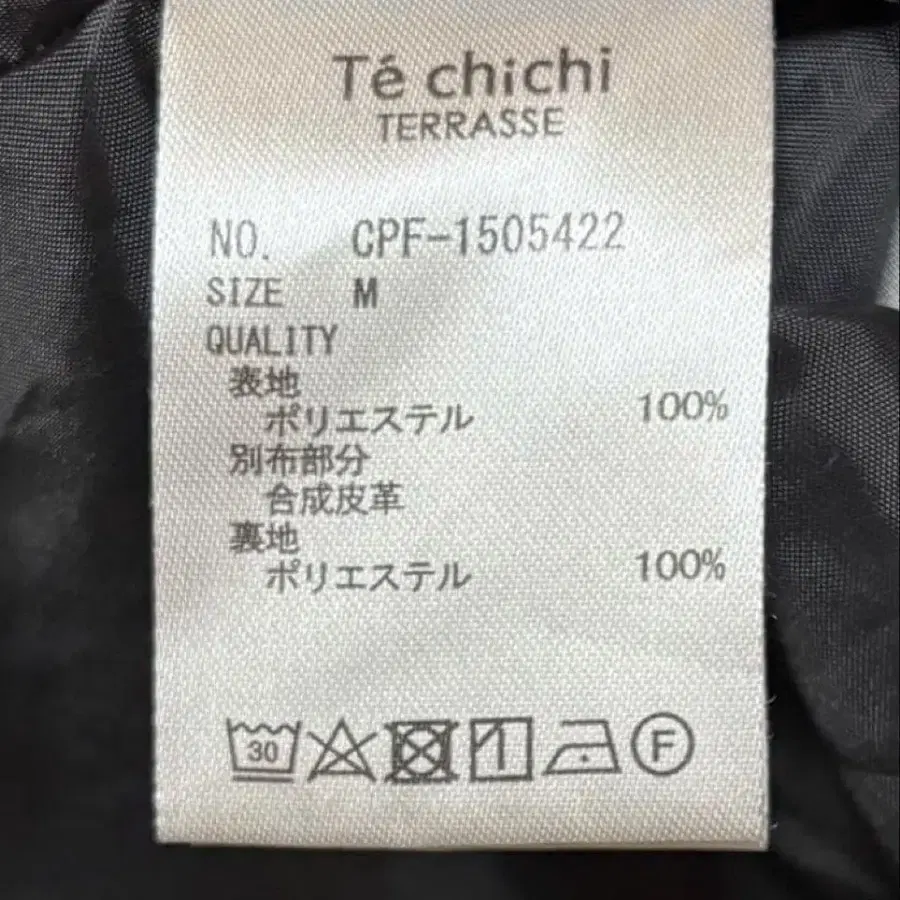 Té chichi
TERRASSE
NO. CPF-1505422
SIZE M
QUALITY
表地
ポリエステル 100%
別布部分
合成皮革
裏地
ポリエステル 100%
30
F